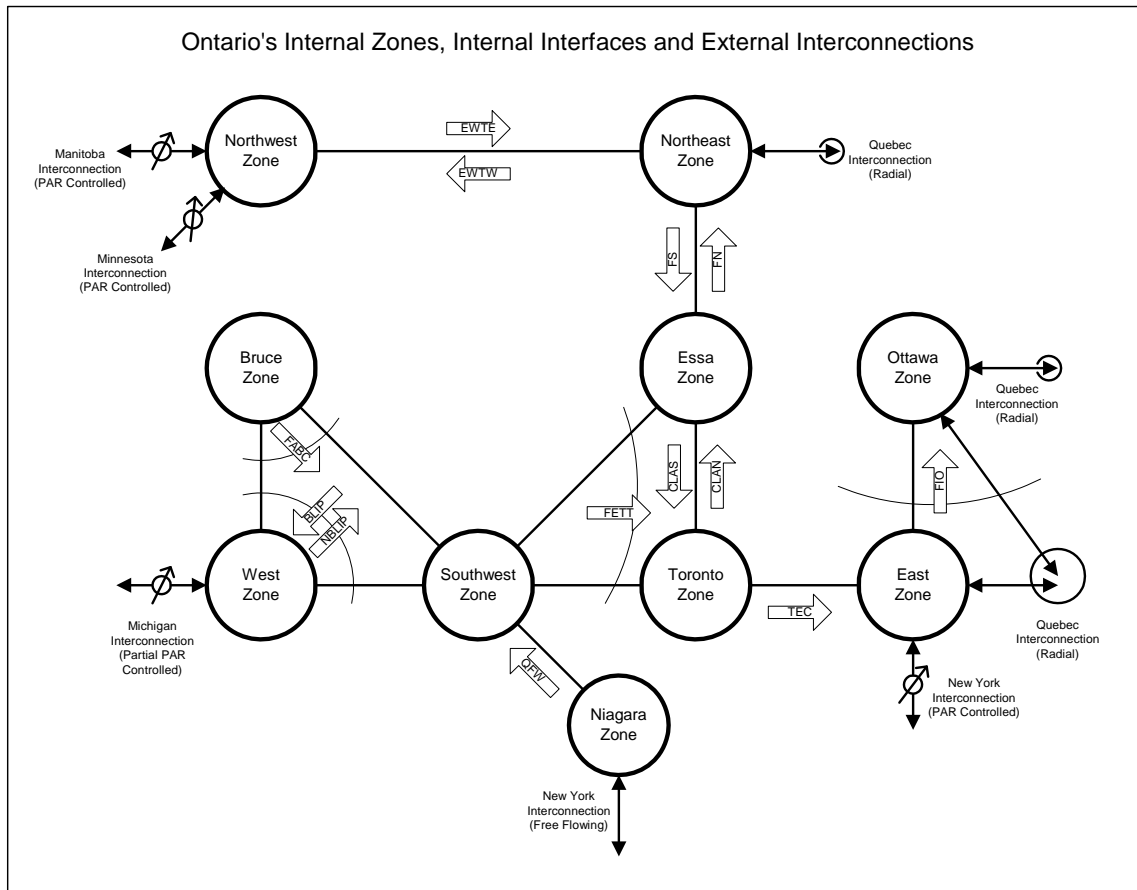 Ontario's Internal Zones, Internal Interfaces and External Interconnections
Northwest
Zone
EWTE
EWTW
Northeast
Zone
Manitoba
Interconnection
(PAR Controlled)
Quebec
Interconnection
(Radial)
Minnesota
Interconnection
(PAR Controlled)
FS
FN
Bruce
Zone
Essa
Zone
Ottawa
Zone
Quebec
Interconnection
(Radial)
FABC
CLAS
CLAN
FIO
BLIP
NBLIP
FETT
West
Zone
Southwest
Zone
Toronto
Zone
East
Zone
TEC
Michigan
Interconnection
(Partial PAR
Controlled)
Quebec
Interconnection
(Radial)
QFW
Niagara
Zone
New York
Interconnection
(PAR Controlled)
New York
Interconnection
(Free Flowing)